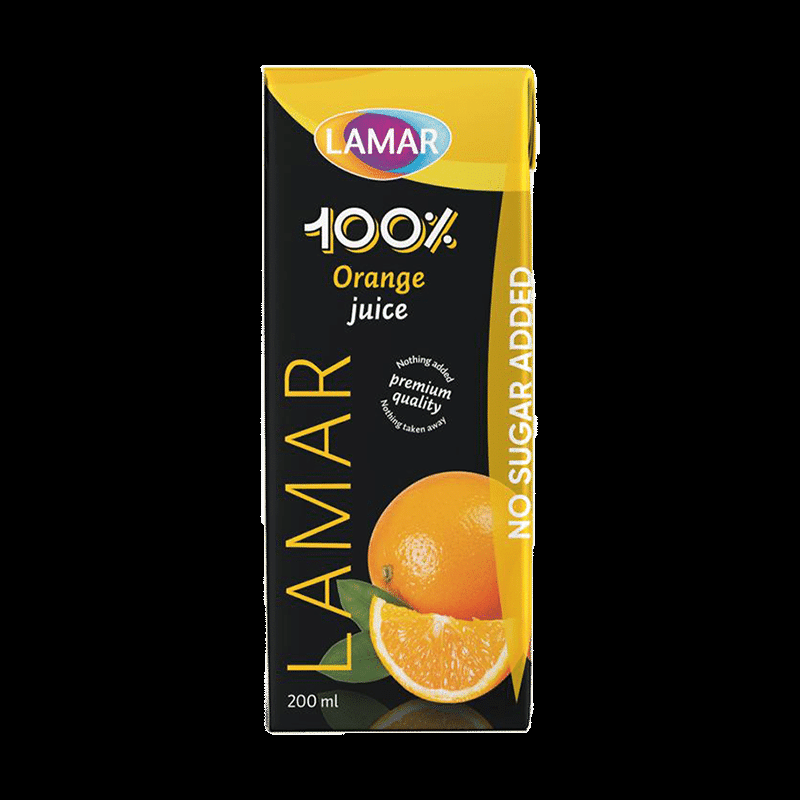 LAMAR
100%
Orange
juice
Nothing added
premium
quality
Nothing taken away
LAMAR
NO SUGAR ADDED
200 ml